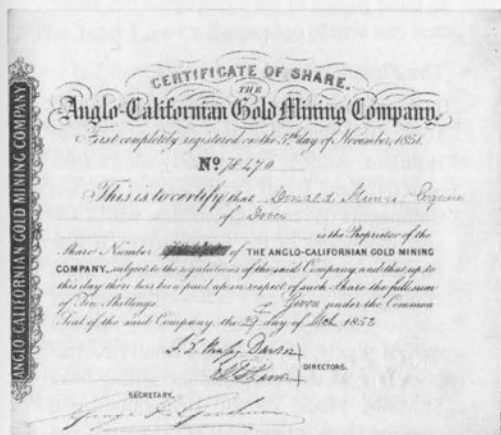 CERTIFICATE OF SHARE.
THE
Anglo-Californian Gold Mining Company.
First completely registered on the 5th day of November, 1851.
No.
This is to certify that Donald Esquire
of Dover
is the Proprietor of the
Share Number of THE ANGLO-CALIFORNIAN GOLD MINING
COMPANY, subject to the regulations of the said Company and that up to
this day there has been paid up in respect of such Share the full sum
of Ten Shillings. Given under the Common
Seal of the said Company, the 29 day of 1852
DIRECTORS.
SECRETARY.
George
ANGLO-CALIFORNIAN GOLD MINING COMPANY